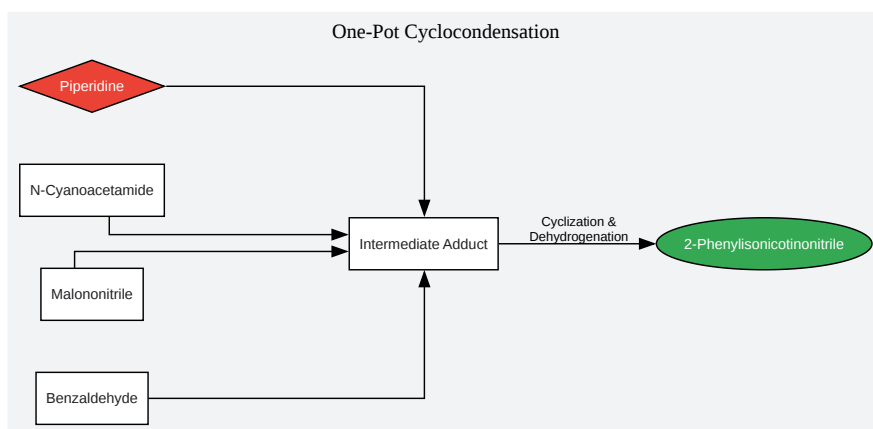 One-Pot Cyclocondensation
Piperidine
N-Cyanoacetamide
Malononitrile
Benzaldehyde
Intermediate Adduct
Cyclization &
Dehydrogenation
2-Phenylisonicotinonitrile